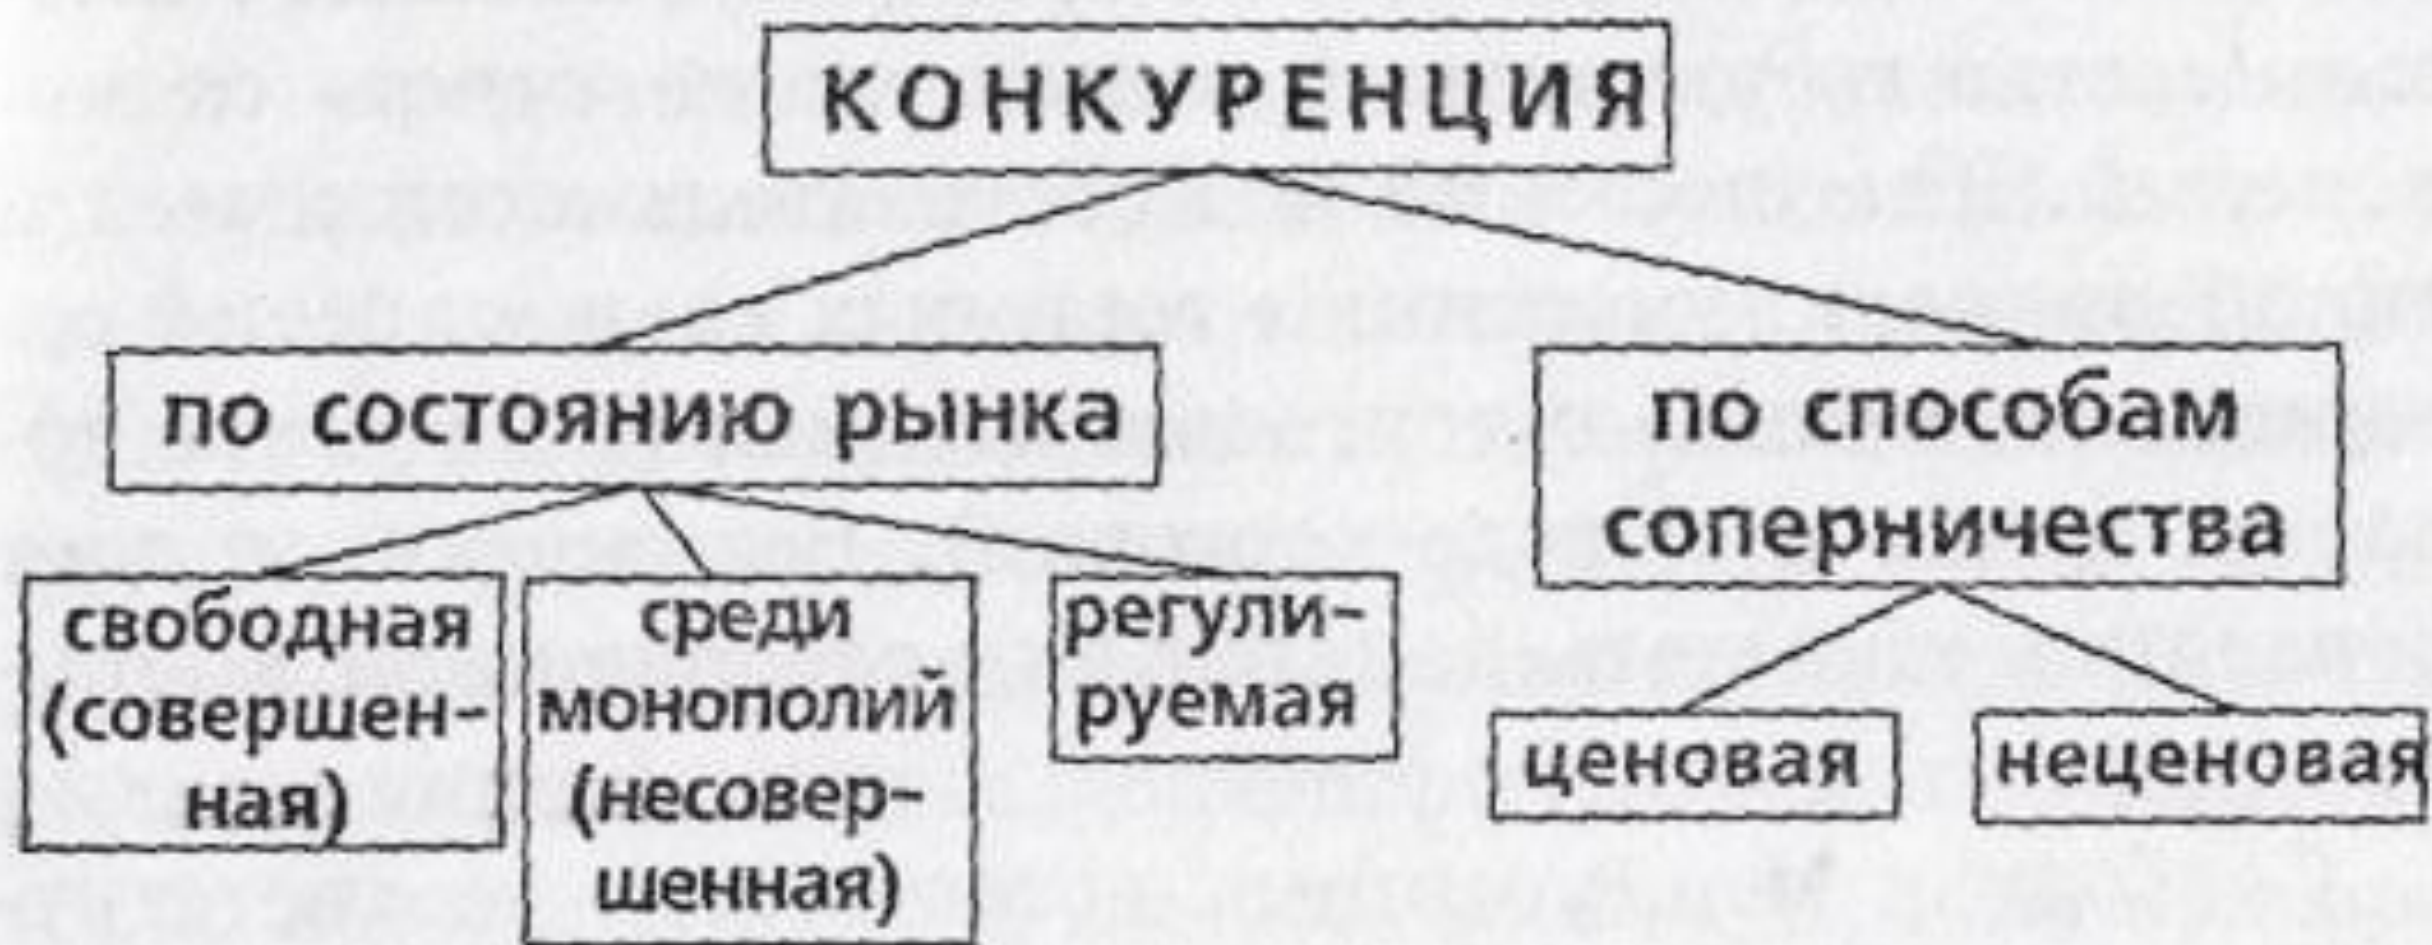 КОНКУРЕНЦИЯ
по состоянию рынка
по способам
соперничества
свободная
(совершен-
ная)
среди
монополий
(несовер-
шенная)
регули-
руемая
ценовая
неценовая